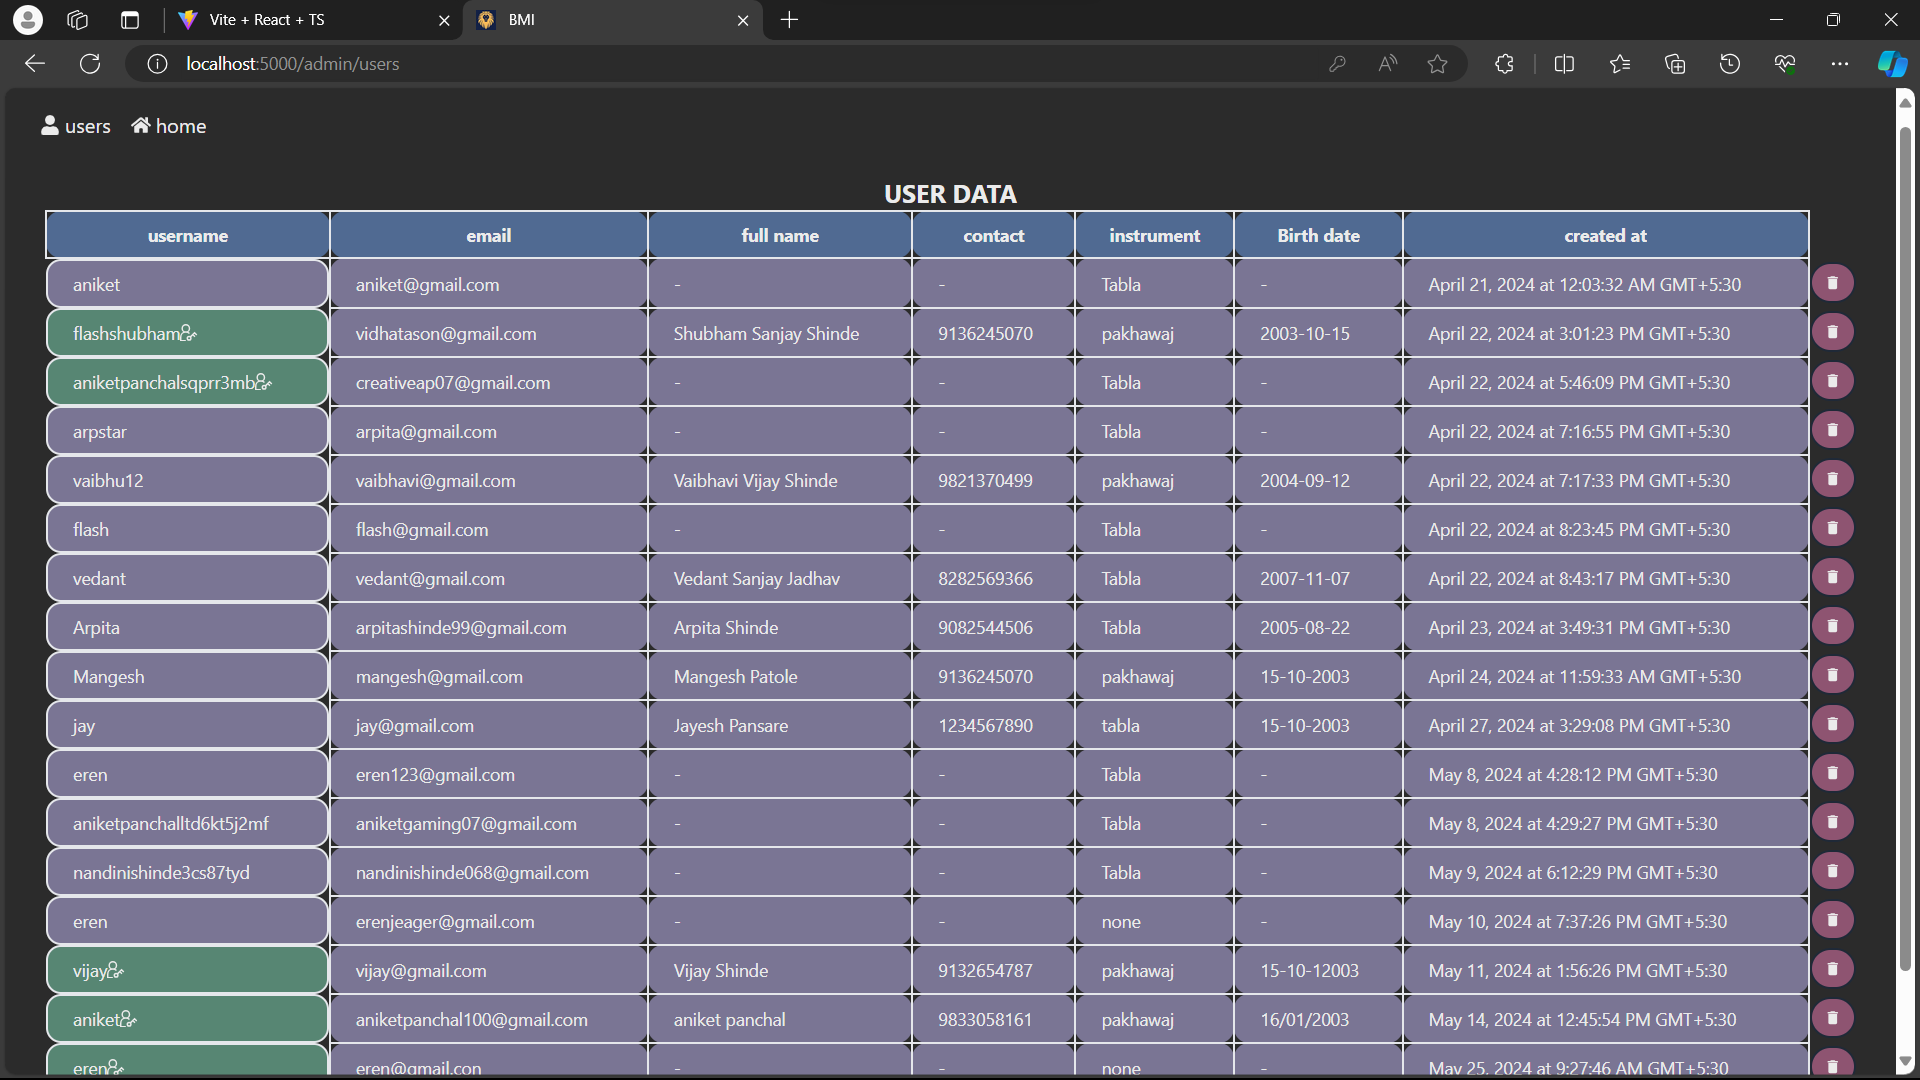 Vite + React + TS
BMI
localhost:5000/admin/users
users home
USER DATA
username email full name contact instrument Birth date created at
aniket aniket@gmail.com - - Tabla - April 21, 2024 at 12:03:32 AM GMT+5:30
flashshubham vidhatason@gmail.com Shubham Sanjay Shinde 9136245070 pakhawaj 2003-10-15 April 22, 2024 at 3:01:23 PM GMT+5:30
aniketpanchalsqprr3mb creativeap07@gmail.com - - Tabla - April 22, 2024 at 5:46:09 PM GMT+5:30
arpstar arpita@gmail.com - - Tabla - April 22, 2024 at 7:16:55 PM GMT+5:30
vaibhu12 vaibhavi@gmail.com Vaibhavi Vijay Shinde 9821370499 pakhawaj 2004-09-12 April 22, 2024 at 7:17:33 PM GMT+5:30
flash flash@gmail.com - - Tabla - April 22, 2024 at 8:23:45 PM GMT+5:30
vedant vedant@gmail.com Vedant Sanjay Jadhav 8282569366 Tabla 2007-11-07 April 22, 2024 at 8:43:17 PM GMT+5:30
Arpita arpitashinde99@gmail.com Arpita Shinde 9082544506 Tabla 2005-08-22 April 23, 2024 at 3:49:31 PM GMT+5:30
Mangesh mangesh@gmail.com Mangesh Patole 9136245070 pakhawaj 15-10-2003 April 24, 2024 at 11:59:33 AM GMT+5:30
jay jay@gmail.com Jayesh Pansare 1234567890 tabla 15-10-2003 April 27, 2024 at 3:29:08 PM GMT+5:30
eren eren123@gmail.com - - Tabla - May 8, 2024 at 4:28:12 PM GMT+5:30
aniketpanchalltd6kt5j2mf aniketgaming07@gmail.com - - Tabla - May 8, 2024 at 4:29:27 PM GMT+5:30
nandinishinde3cs87tyd nandinishinde068@gmail.com - - Tabla - May 9, 2024 at 6:12:29 PM GMT+5:30
eren erenjeager@gmail.com - - none - May 10, 2024 at 7:37:26 PM GMT+5:30
vijay vijay@gmail.com Vijay Shinde 9132654787 pakhawaj 15-10-12003 May 11, 2024 at 1:56:26 PM GMT+5:30
aniket aniketpanchal100@gmail.com aniket panchal 9833058161 pakhawaj 16/01/2003 May 14, 2024 at 12:45:54 PM GMT+5:30
eren eren@gmail.con - - none - May 25, 2024 at 9:27:46 AM GMT+5:30